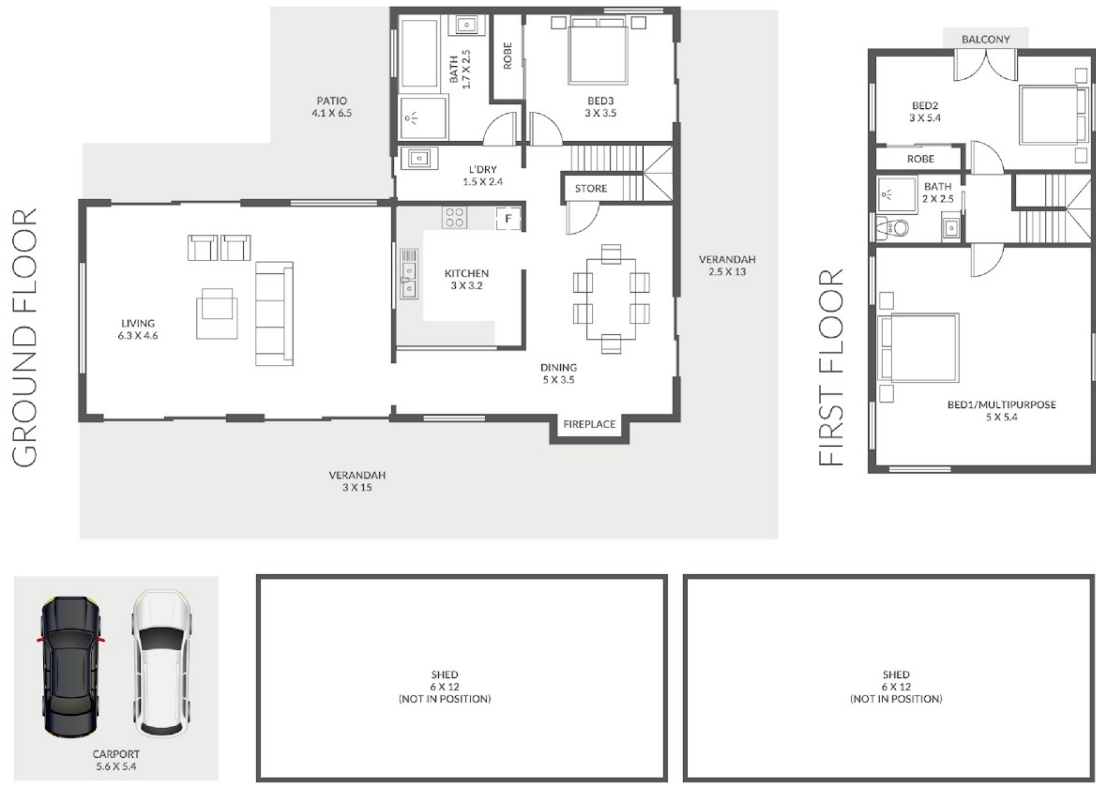 GROUND FLOOR
PATIO
4.1 X 6.5
BATH
1.7 X 2.5
ROBE
BED3
3 X 3.5
L'DRY
1.5 X 2.4
STORE
F
KITCHEN
3 X 3.2
LIVING
6.3 X 4.6
DINING
5 X 3.5
FIREPLACE
VERANDAH
2.5 X 13
VERANDAH
3 X 15
FIRST FLOOR
BALCONY
BED2
3 X 5.4
ROBE
BATH
2 X 2.5
BED1/MULTIPURPOSE
5 X 5.4
CARPORT
5.6 X 5.4
SHED
6 X 12
(NOT IN POSITION)
SHED
6 X 12
(NOT IN POSITION)